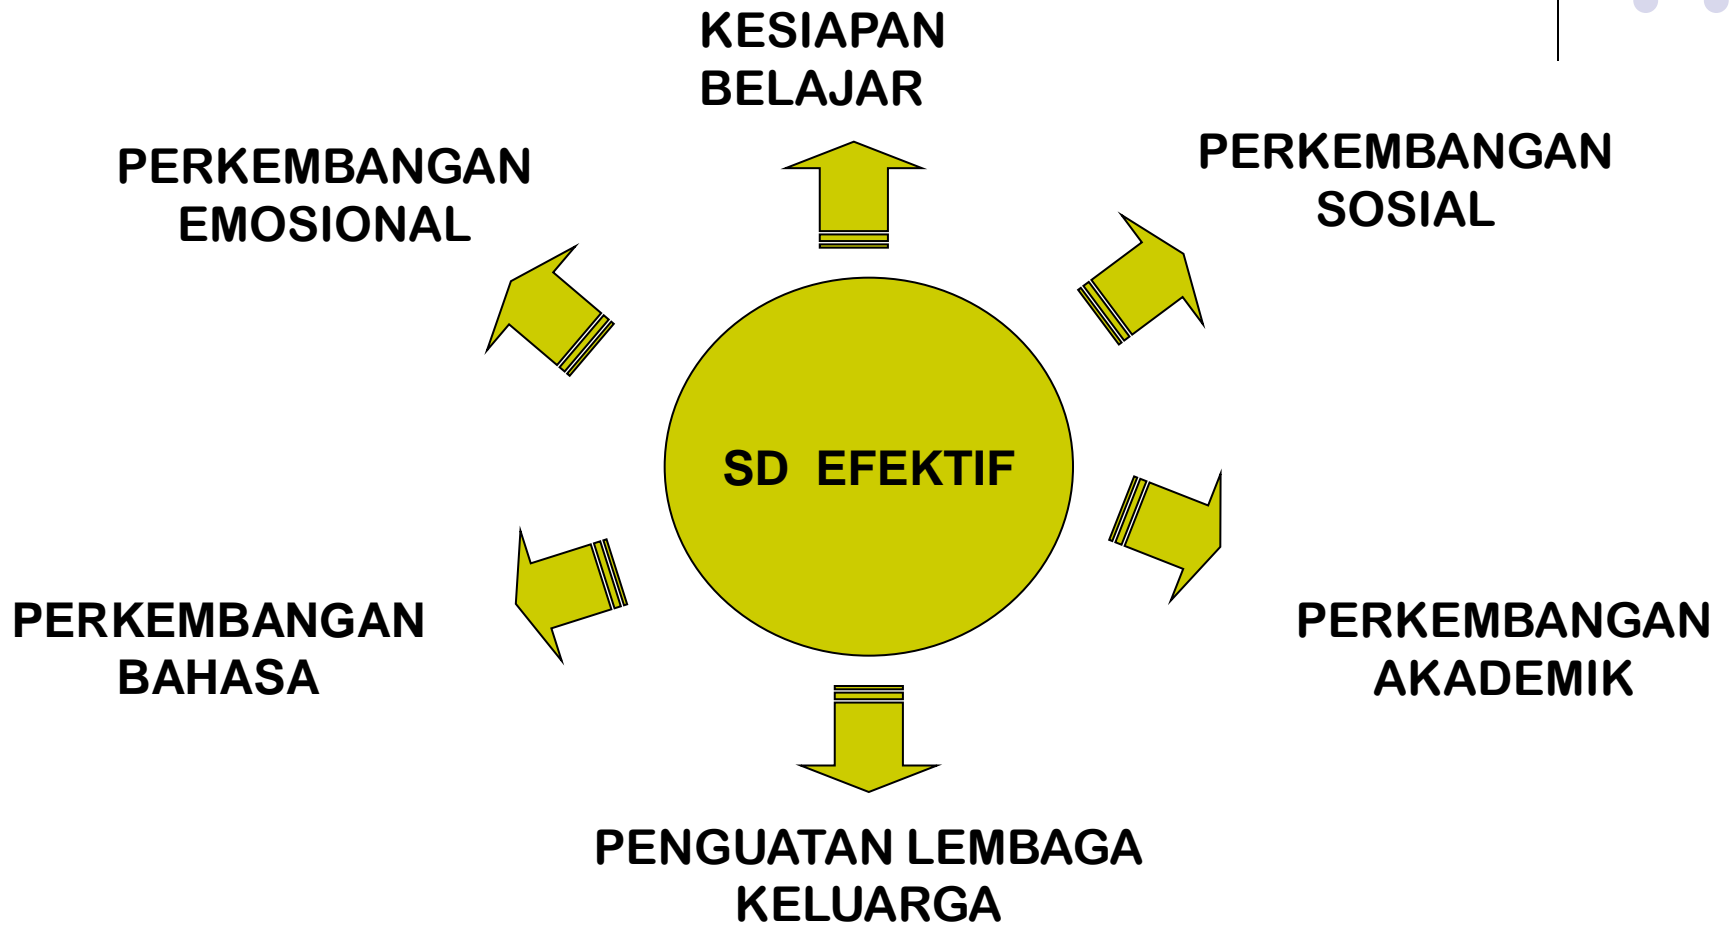 KESIAPAN
BELAJAR
PERKEMBANGAN
EMOSIONAL
PERKEMBANGAN
SOSIAL
SD EFEKTIF
PERKEMBANGAN
BAHASA
PERKEMBANGAN
AKADEMIK
PENGUATAN LEMBAGA
KELUARGA